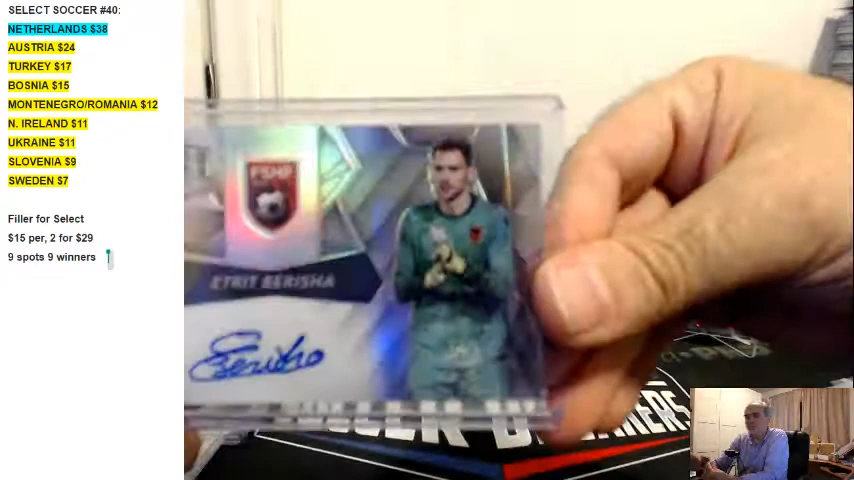 SELECT SOCCER #40:
NETHERLANDS $38
AUSTRIA $24
TURKEY $17
BOSNIA $15
MONTENEGRO/ROMANIA $12
N. IRELAND $11
UKRAINE $11
SLOVENIA $9
SWEDEN $7
Filler for Select
$15 per, 2 for $29
9 spots 9 winners
FSHF
ETRIT BERISHA